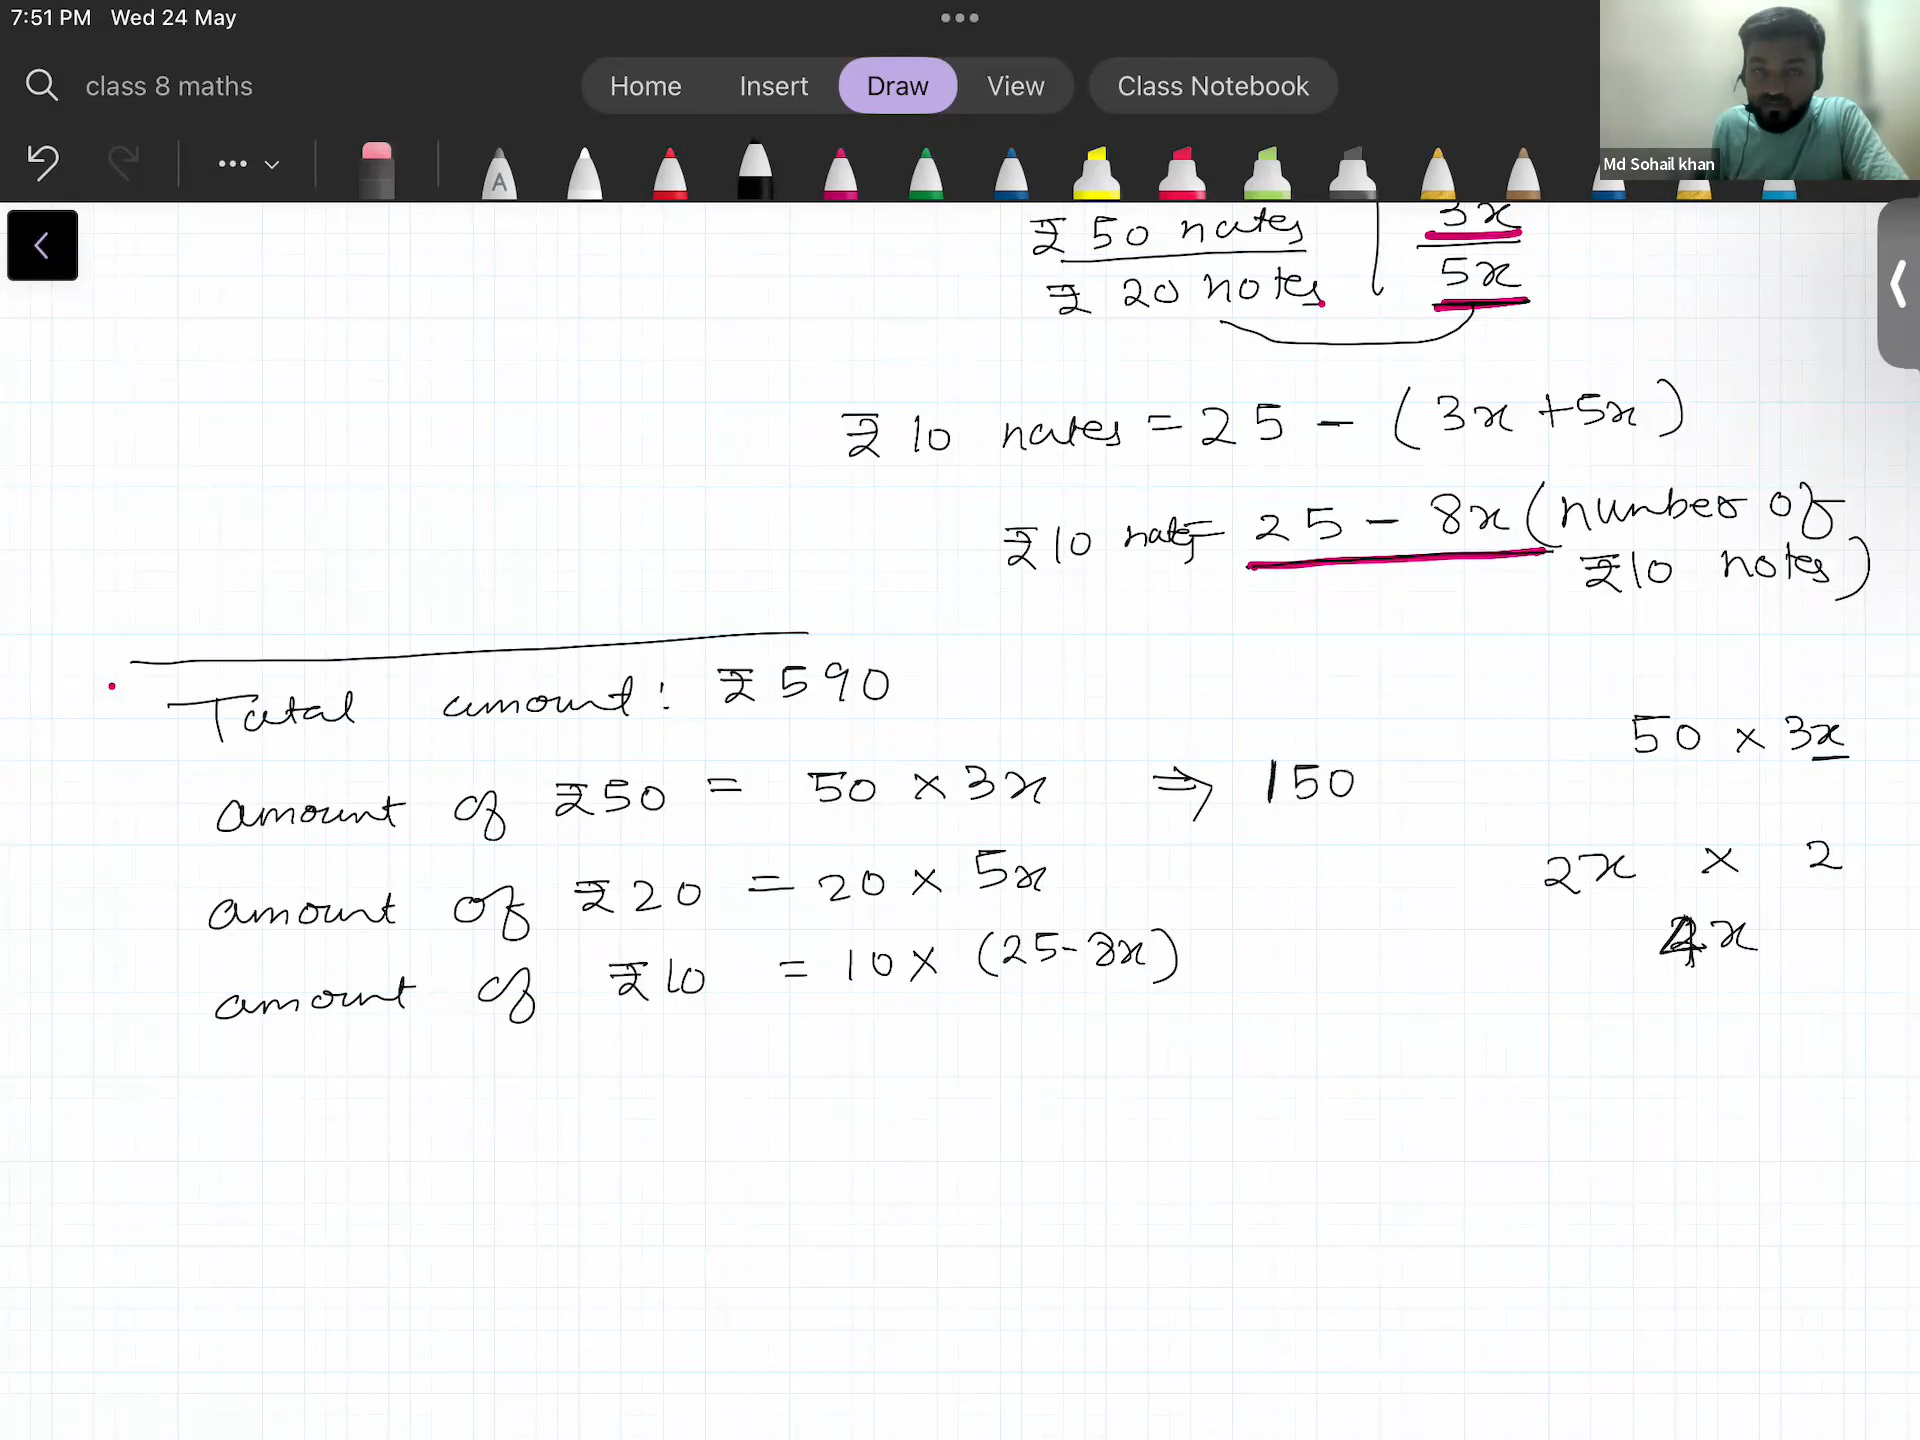 7:51 PM Wed 24 May
class 8 maths
Home Insert Draw View Class Notebook
Md Sohail khan
₹ 50 notes | 3x
₹ 20 notes 5x
₹ 10 notes = 25 - (3x + 5x)
₹10 notes = 25 - 8x (number of
₹10 notes)
Total amount : ₹590
50 × 3x
amount of ₹50 = 50 × 3x ⇒ 150
amount of ₹20 = 20 × 5x
2x × 2
4x
amount of ₹10 = 10 × (25-8x)